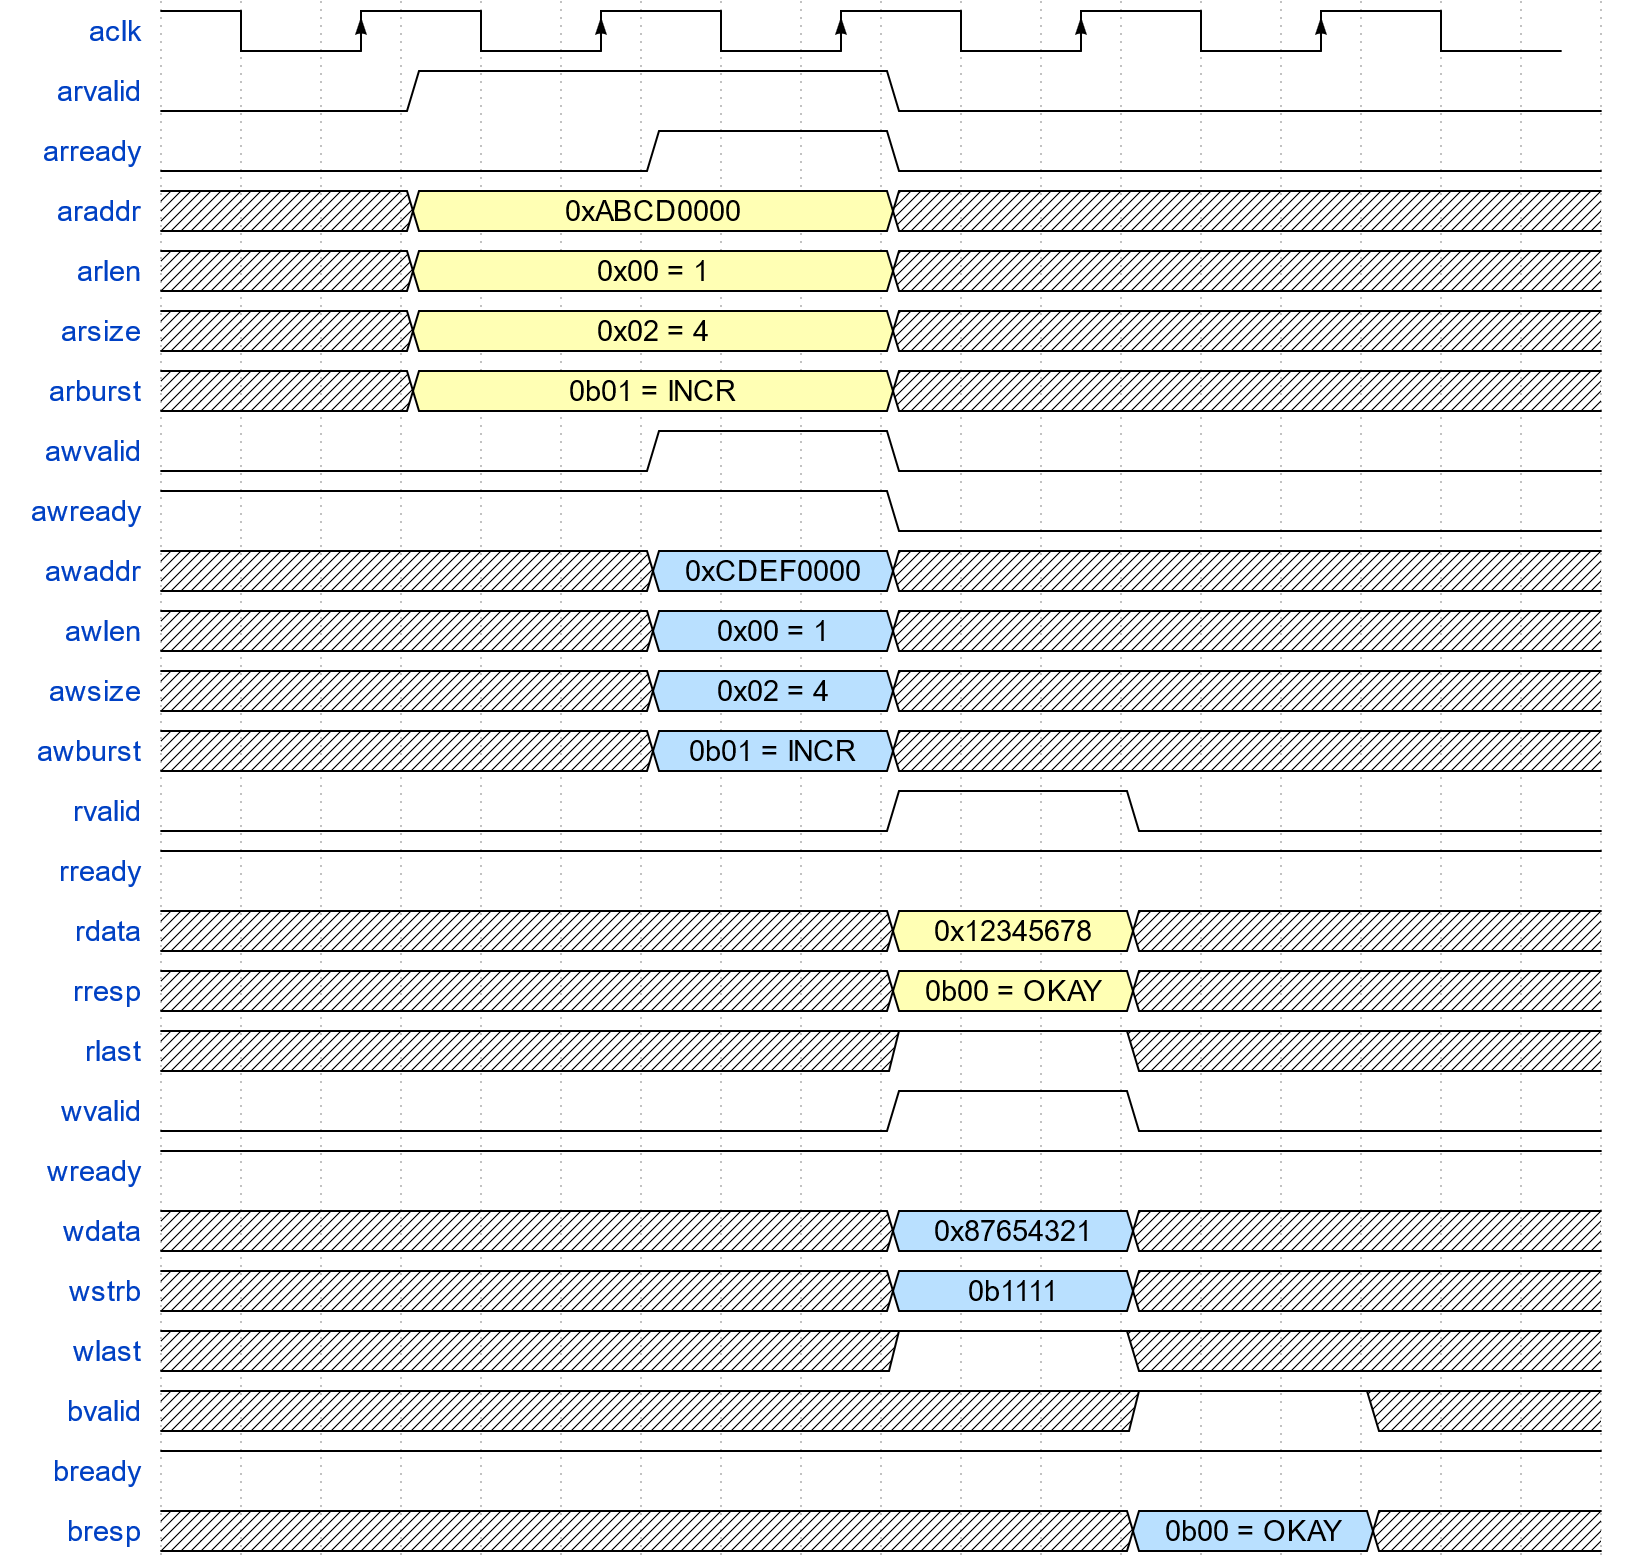 aclk
arvalid
arready
araddr 0xABCD0000
arlen 0x00 = 1
arsize 0x02 = 4
arburst 0b01 = INCR
awvalid
awready
awaddr 0xCDEF0000
awlen 0x00 = 1
awsize 0x02 = 4
awburst 0b01 = INCR
rvalid
rready
rdata 0x12345678
rresp 0b00 = OKAY
rlast
wvalid
wready
wdata 0x87654321
wstrb 0b1111
wlast
bvalid
bready
bresp 0b00 = OKAY